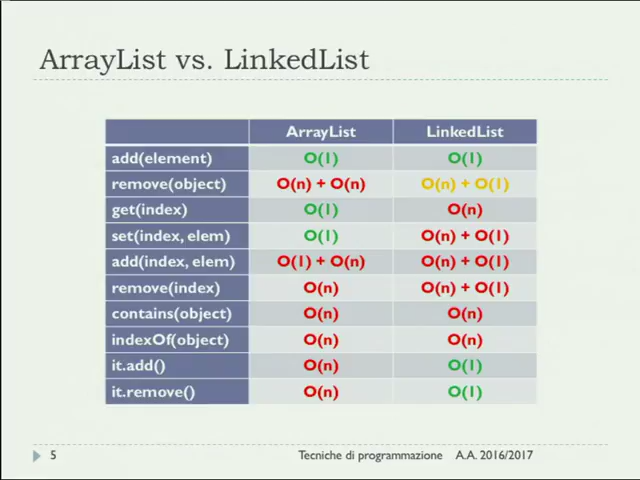 ArrayList vs. LinkedList
ArrayList LinkedList
add(element) O(1) O(1)
remove(object) O(n) + O(n) O(n) + O(1)
get(index) O(1) O(n)
set(index, elem) O(1) O(n) + O(1)
add(index, elem) O(1) + O(n) O(n) + O(1)
remove(index) O(n) O(n) + O(1)
contains(object) O(n) O(n)
indexOf(object) O(n) O(n)
it.add() O(n) O(1)
it.remove() O(n) O(1)
5 Tecniche di programmazione A.A. 2016/2017